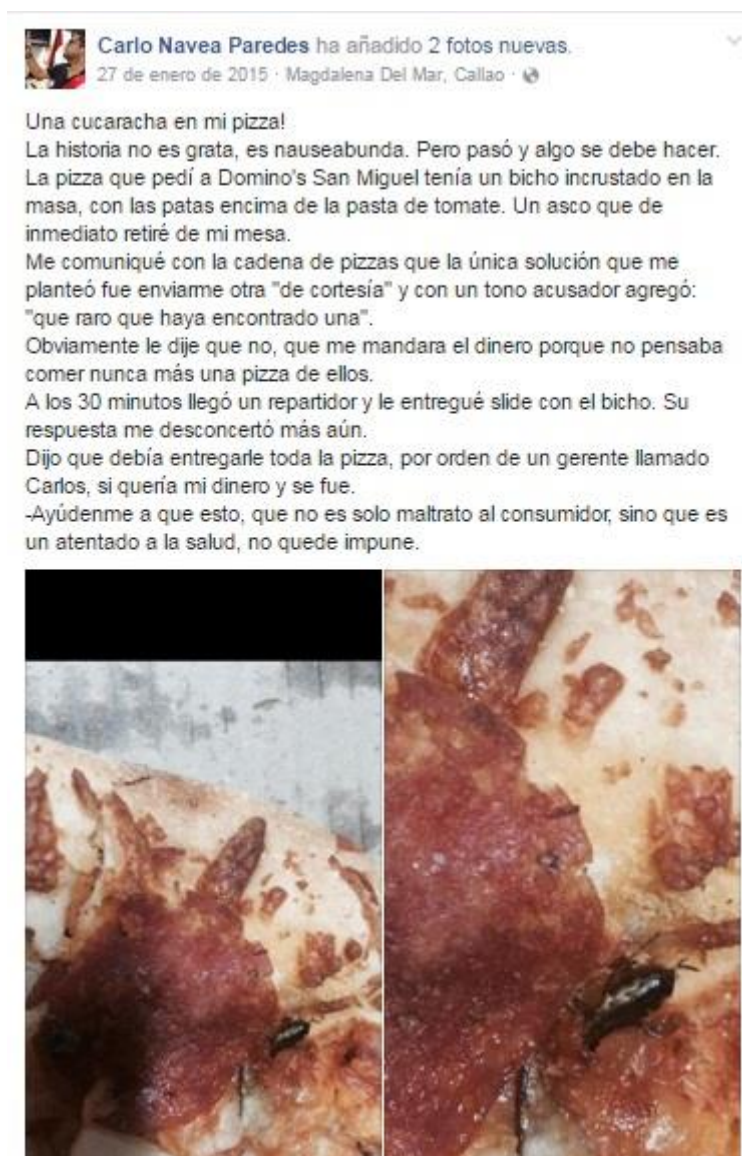 Carlo Navea Paredes ha añadido 2 fotos nuevas.
27 de enero de 2015 · Magdalena Del Mar, Callao ·
Una cucaracha en mi pizza!
La historia no es grata, es nauseabunda. Pero pasó y algo se debe hacer.
La pizza que pedí a Domino's San Miguel tenía un bicho incrustado en la
masa, con las patas encima de la pasta de tomate. Un asco que de
inmediato retiré de mi mesa.
Me comuniqué con la cadena de pizzas que la única solución que me
planteó fue enviarme otra "de cortesía" y con un tono acusador agregó:
"que raro que haya encontrado una".
Obviamente le dije que no, que me mandara el dinero porque no pensaba
comer nunca más una pizza de ellos.
A los 30 minutos llegó un repartidor y le entregué slide con el bicho. Su
respuesta me desconcertó más aún.
Dijo que debía entregarle toda la pizza, por orden de un gerente llamado
Carlos, si quería mi dinero y se fue.
-Ayúdenme a que esto, que no es solo maltrato al consumidor, sino que es
un atentado a la salud, no quede impune.